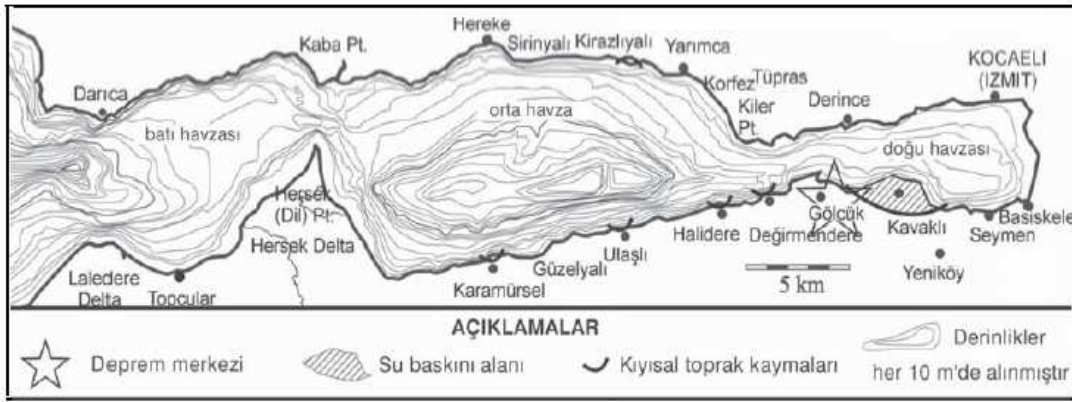 Hereke
Kaba Pt.
Sirinyalı Kirazlıyalı
Yarımca
KOCAELİ
(İZMİT)
Darıca
Korfez
Tüpras
Kiler
Pt.
Derince
batı havzası
orta havza
doğu havzası
Hersek
(Dil) Pt.
Hersek Delta
Gölcük
Kavaklı
Basiskele
Seymen
Halidere
Değirmendere
Ulaşlı
Güzelyalı
Yeniköy
Laledere
Delta
Topcular
Karamürsel
5 km
AÇIKLAMALAR
Deprem merkezi
Su baskını alanı
Kıyısal toprak kaymaları
Derinlikler
her 10 m'de alınmıştır